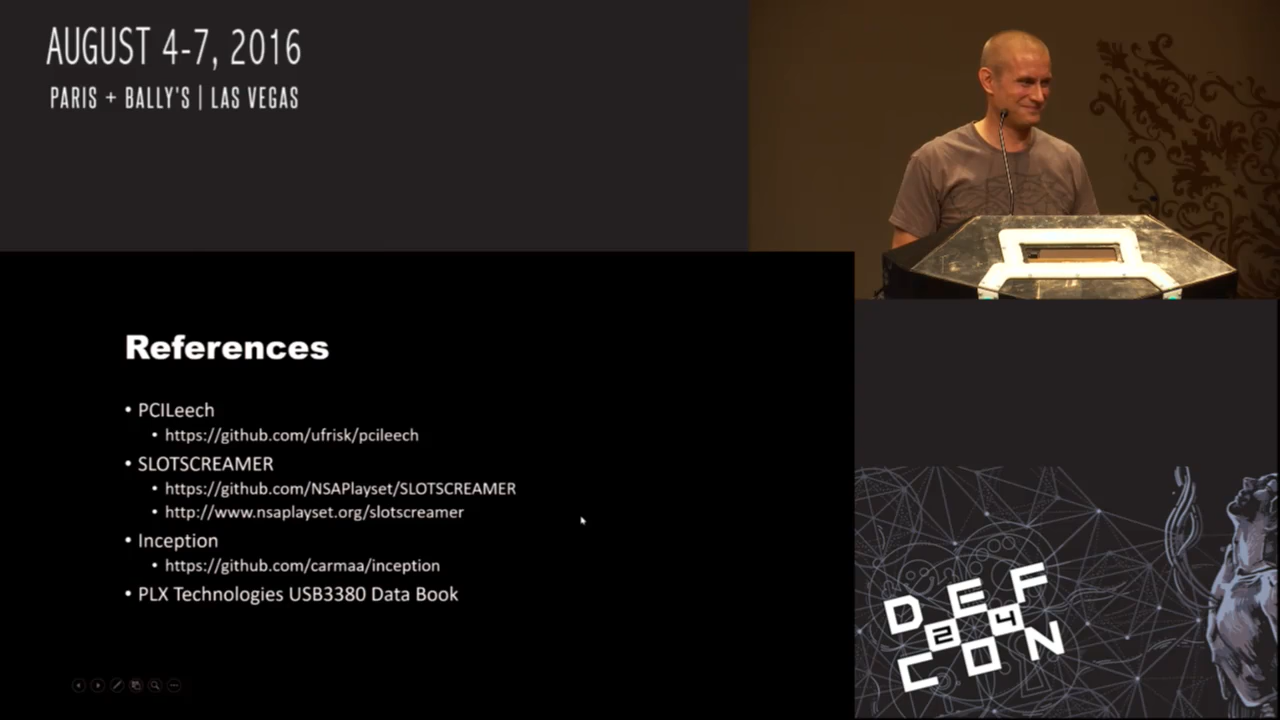 AUGUST 4-7, 2016
PARIS + BALLY'S | LAS VEGAS
References
• PCILeech
• https://github.com/ufrisk/pcileech
• SLOTSCREAMER
• https://github.com/NSAPlayset/SLOTSCREAMER
• http://www.nsaplayset.org/slotscreamer
• Inception
• https://github.com/carmaa/inception
• PLX Technologies USB3380 Data Book
DEF
24
CON